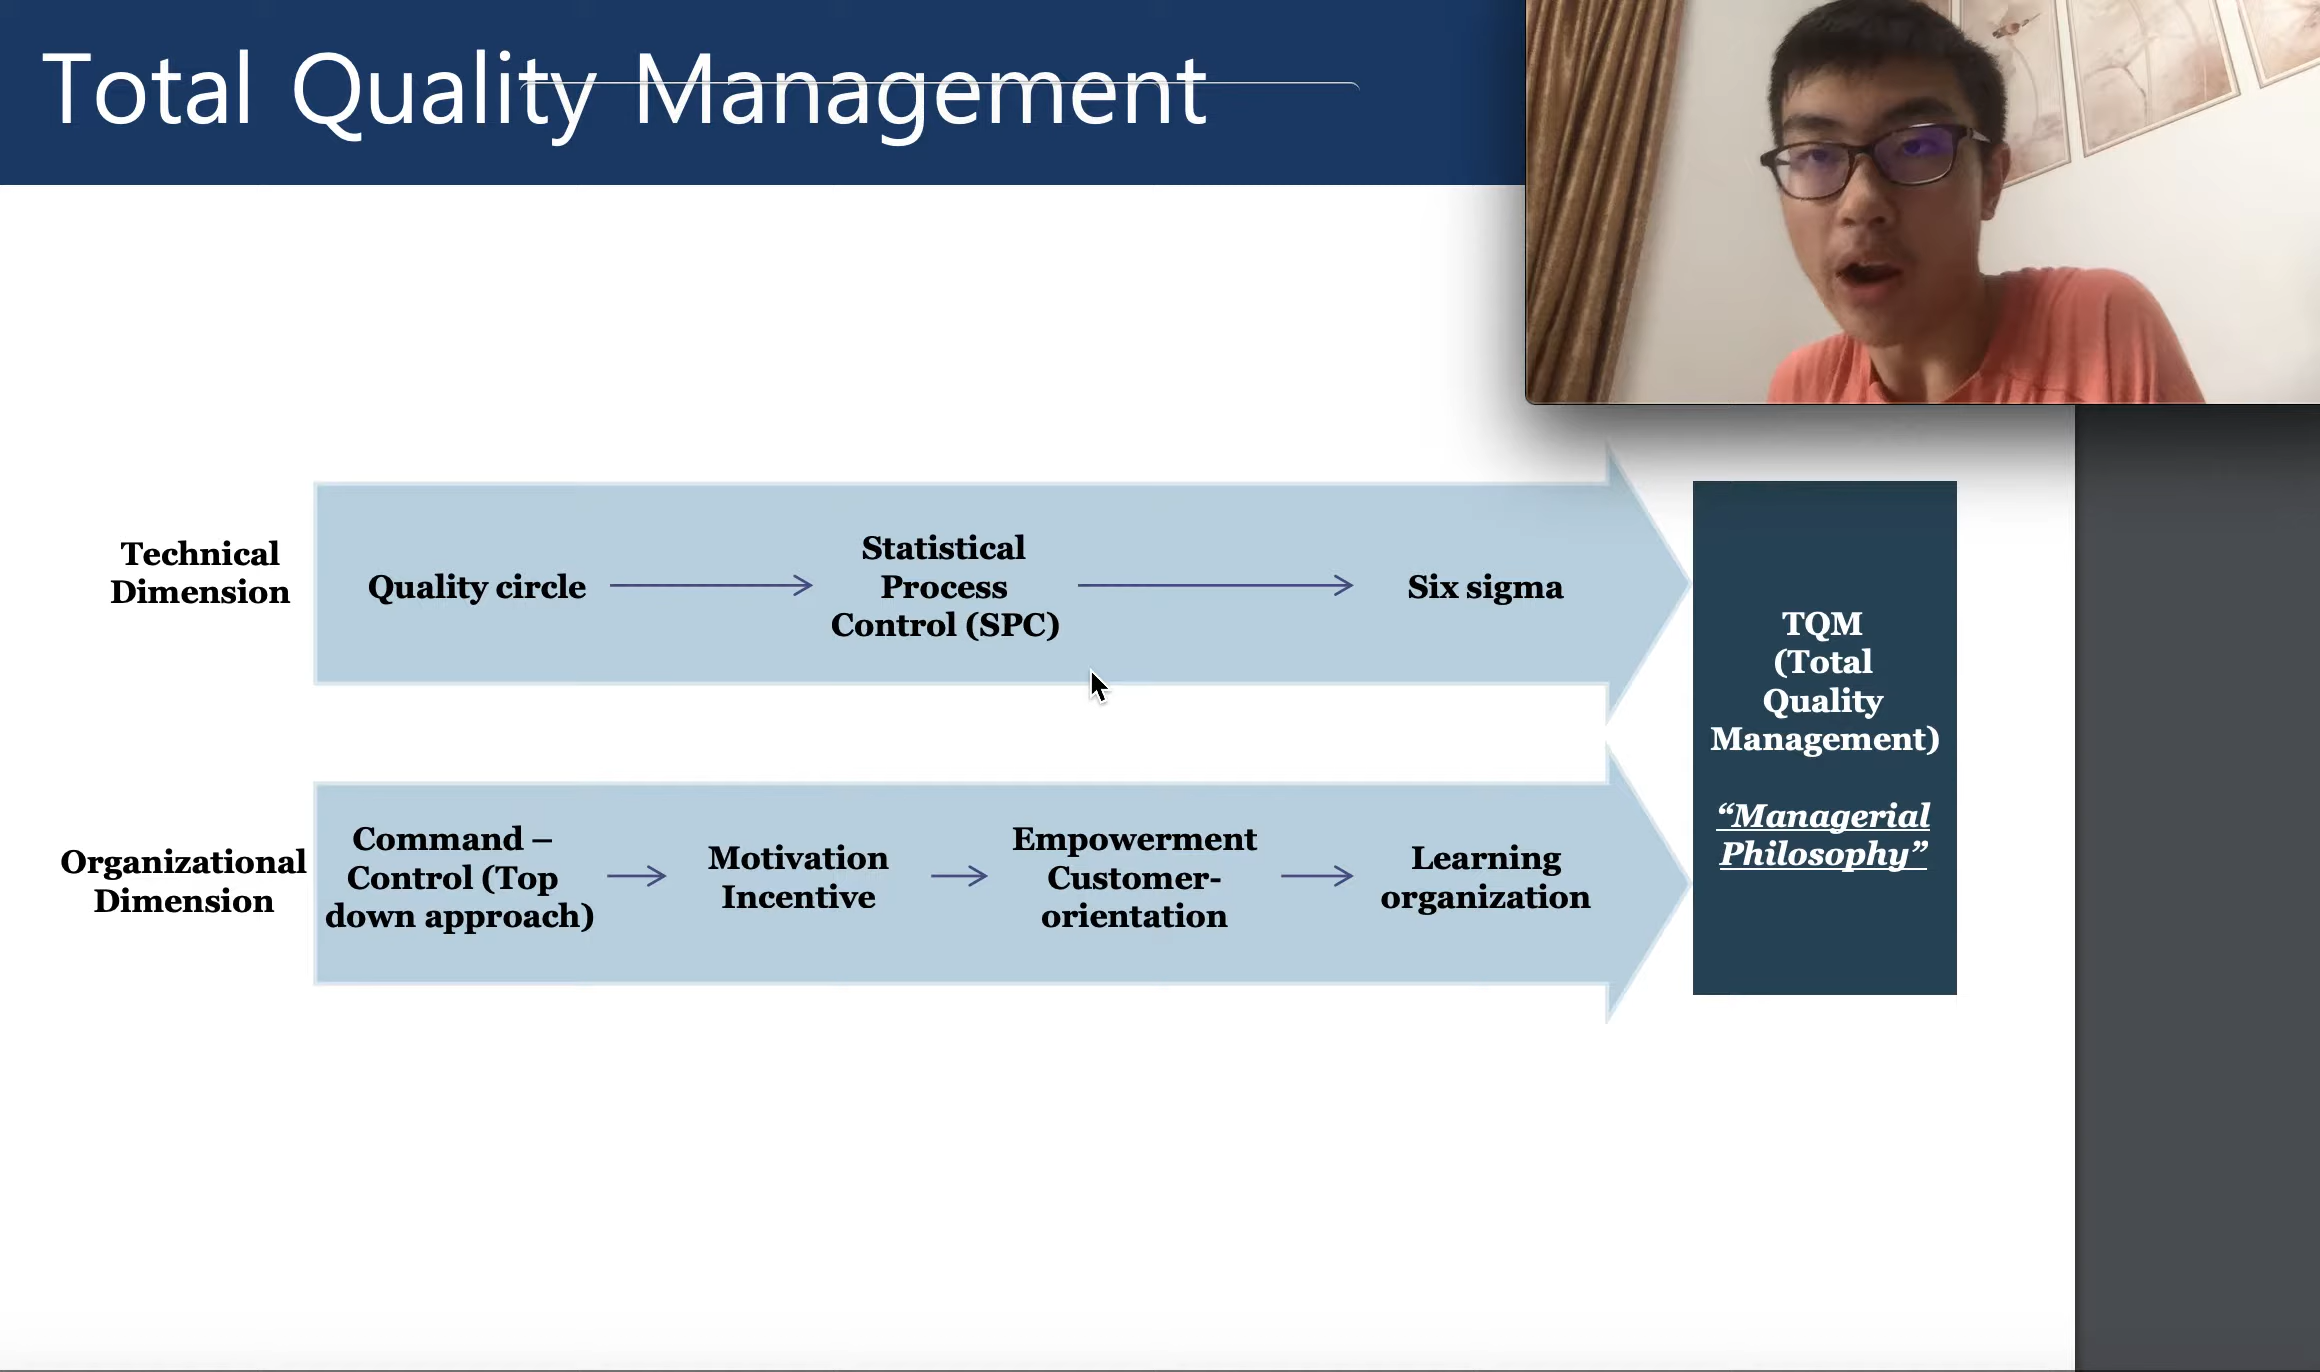 Total Quality Management
Technical
Dimension
Quality circle
Statistical
Process
Control (SPC)
Six sigma
Organizational
Dimension
Command –
Control (Top
down approach)
Motivation
Incentive
Empowerment
Customer-
orientation
Learning
organization
TQM
(Total
Quality
Management)
“Managerial
Philosophy”